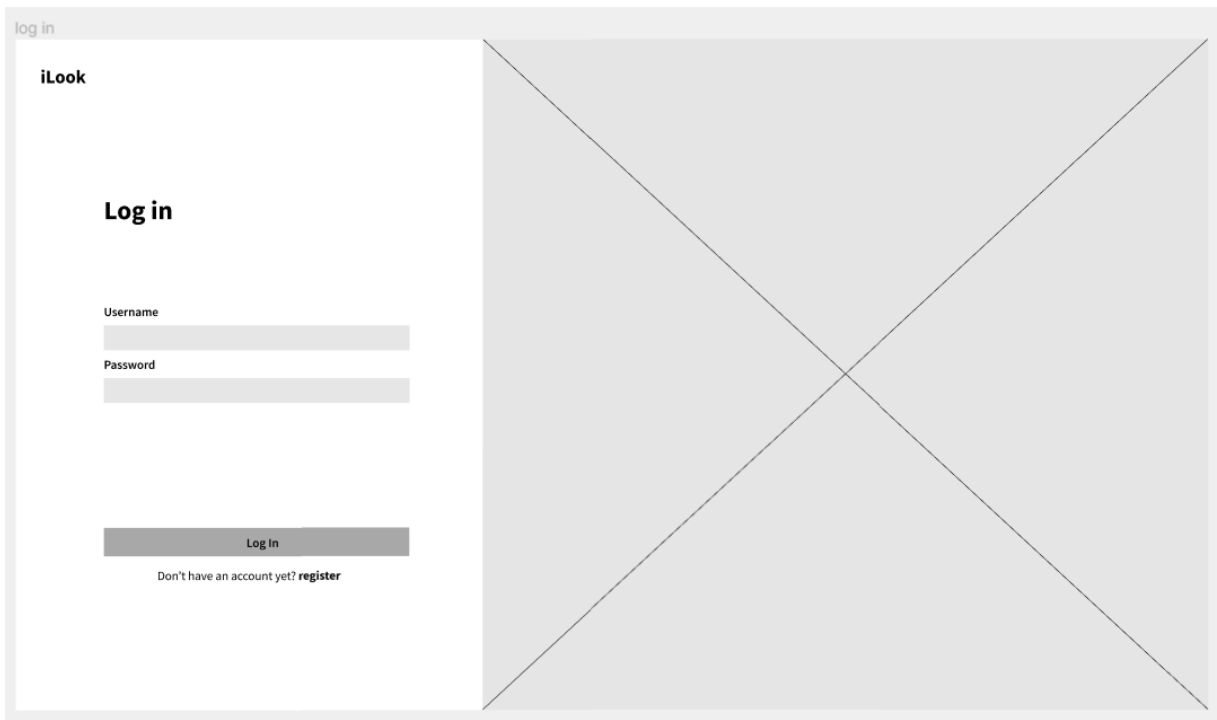 log in
iLook
Log in
Username
Password
Log In
Don't have an account yet? register